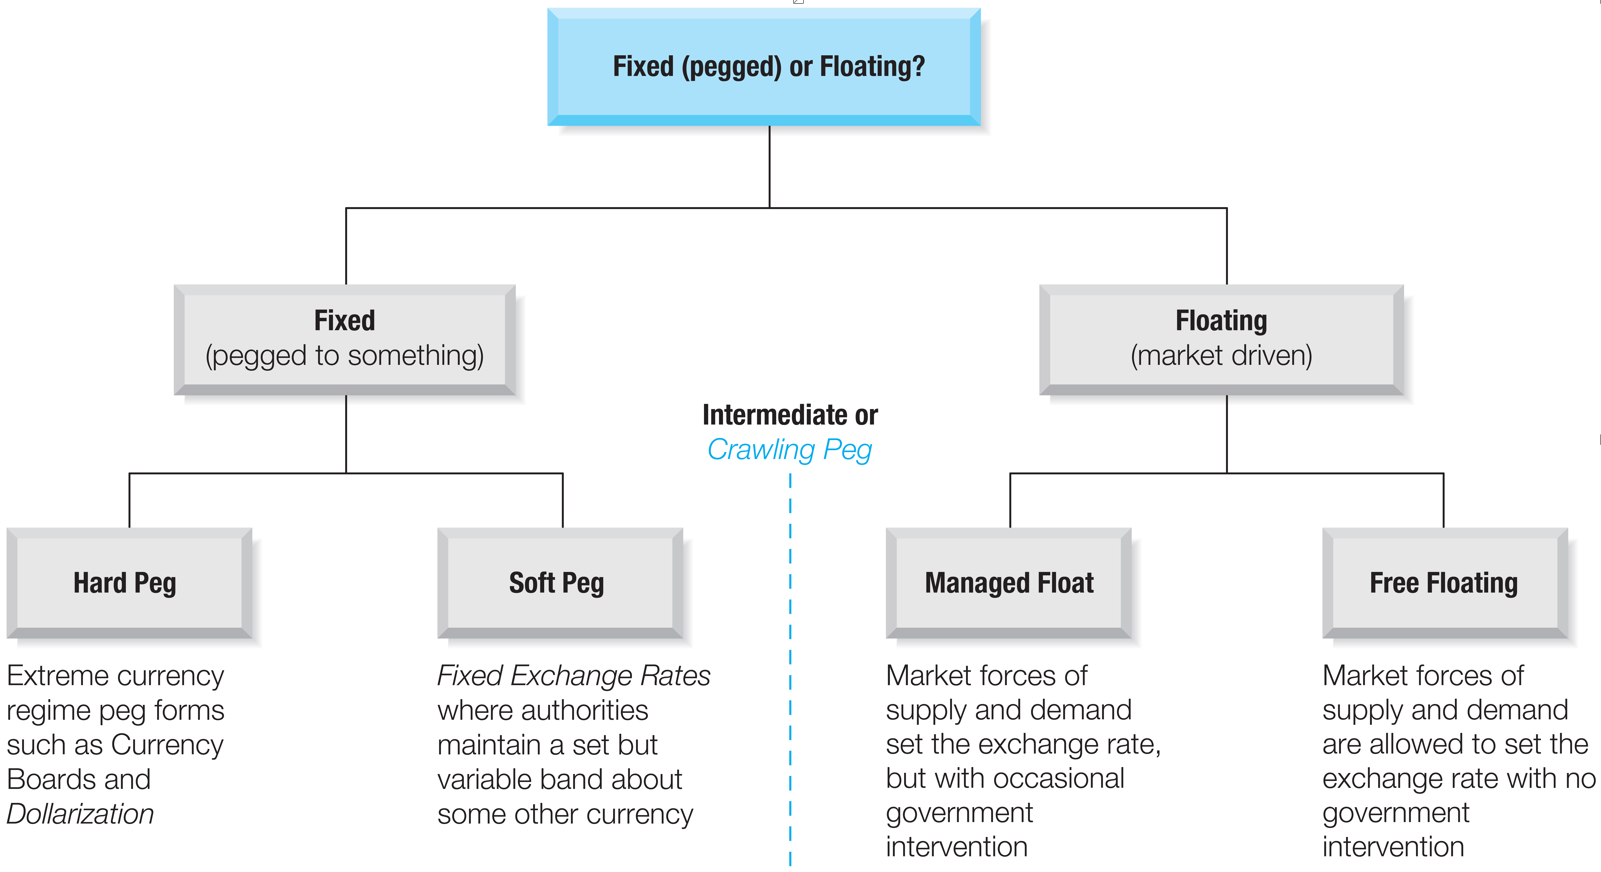 Fixed (pegged) or Floating?
Fixed
(pegged to something)
Floating
(market driven)
Intermediate or
Crawling Peg
Hard Peg
Extreme currency
regime peg forms
such as Currency
Boards and
Dollarization
Soft Peg
Fixed Exchange Rates
where authorities
maintain a set but
variable band about
some other currency
Managed Float
Market forces of
supply and demand
set the exchange rate,
but with occasional
government
intervention
Free Floating
Market forces of
supply and demand
are allowed to set the
exchange rate with no
government
intervention